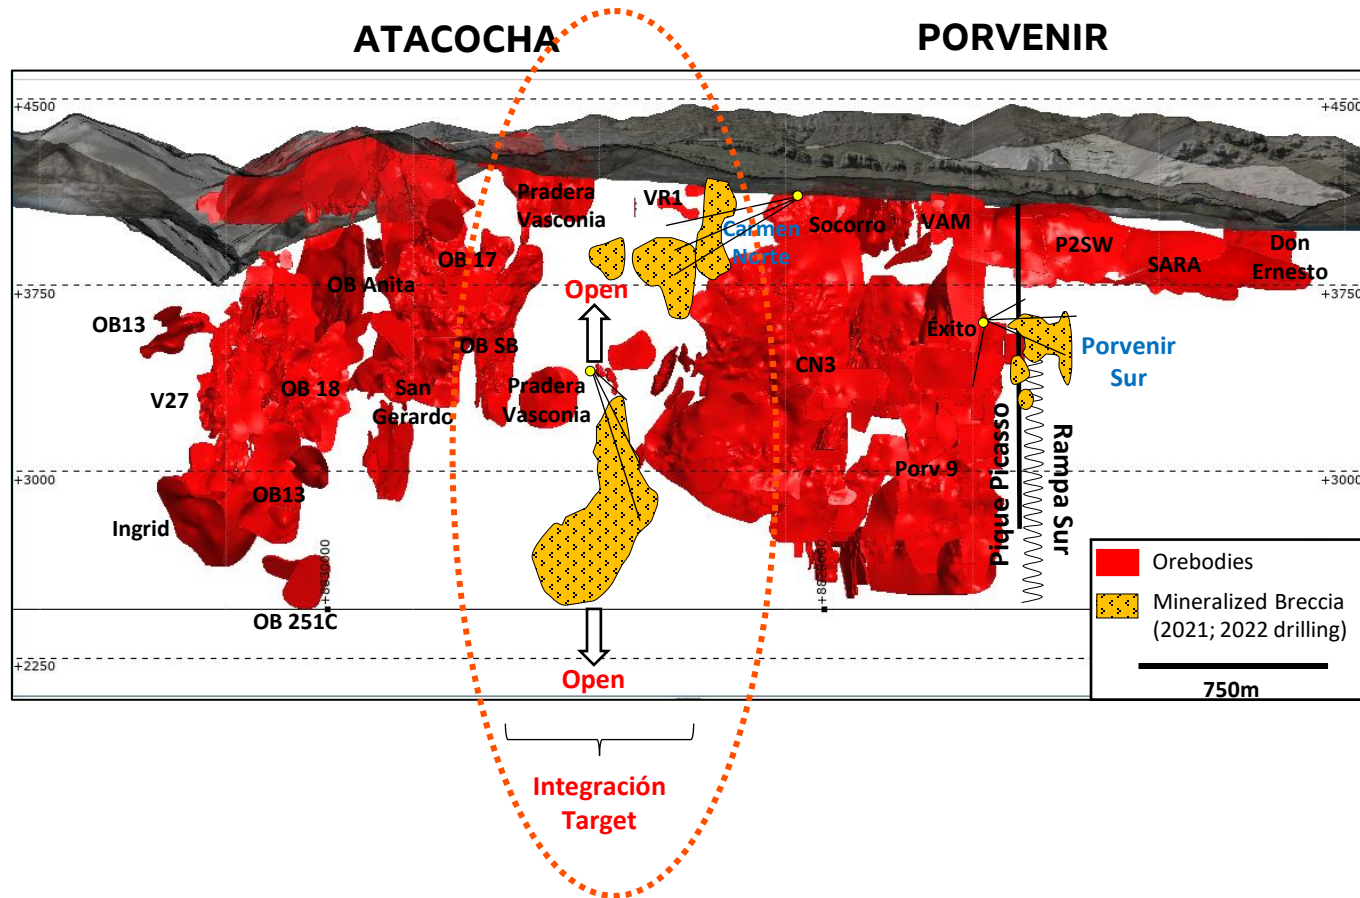 ATACOCHA
PORVENIR
+4500
+4500
Pradera
Vasconia
VR1
Carmen
Norte
Socorro
VAM
P2SW
SARA
Don
Ernesto
OB 17
OB Anita
+3750
+3750
Open
OB13
OB SB
Éxito
Porvenir
Sur
CN3
V27
OB 18
San
Gerardo
Pradera
Vasconia
Pique Picasso
Rampa Sur
Porv 9
+3000
+3000
OB13
Ingrid
OB 251C
+2250
Open
Orebodies
Mineralized Breccia
(2021; 2022 drilling)
750m
Integración
Target